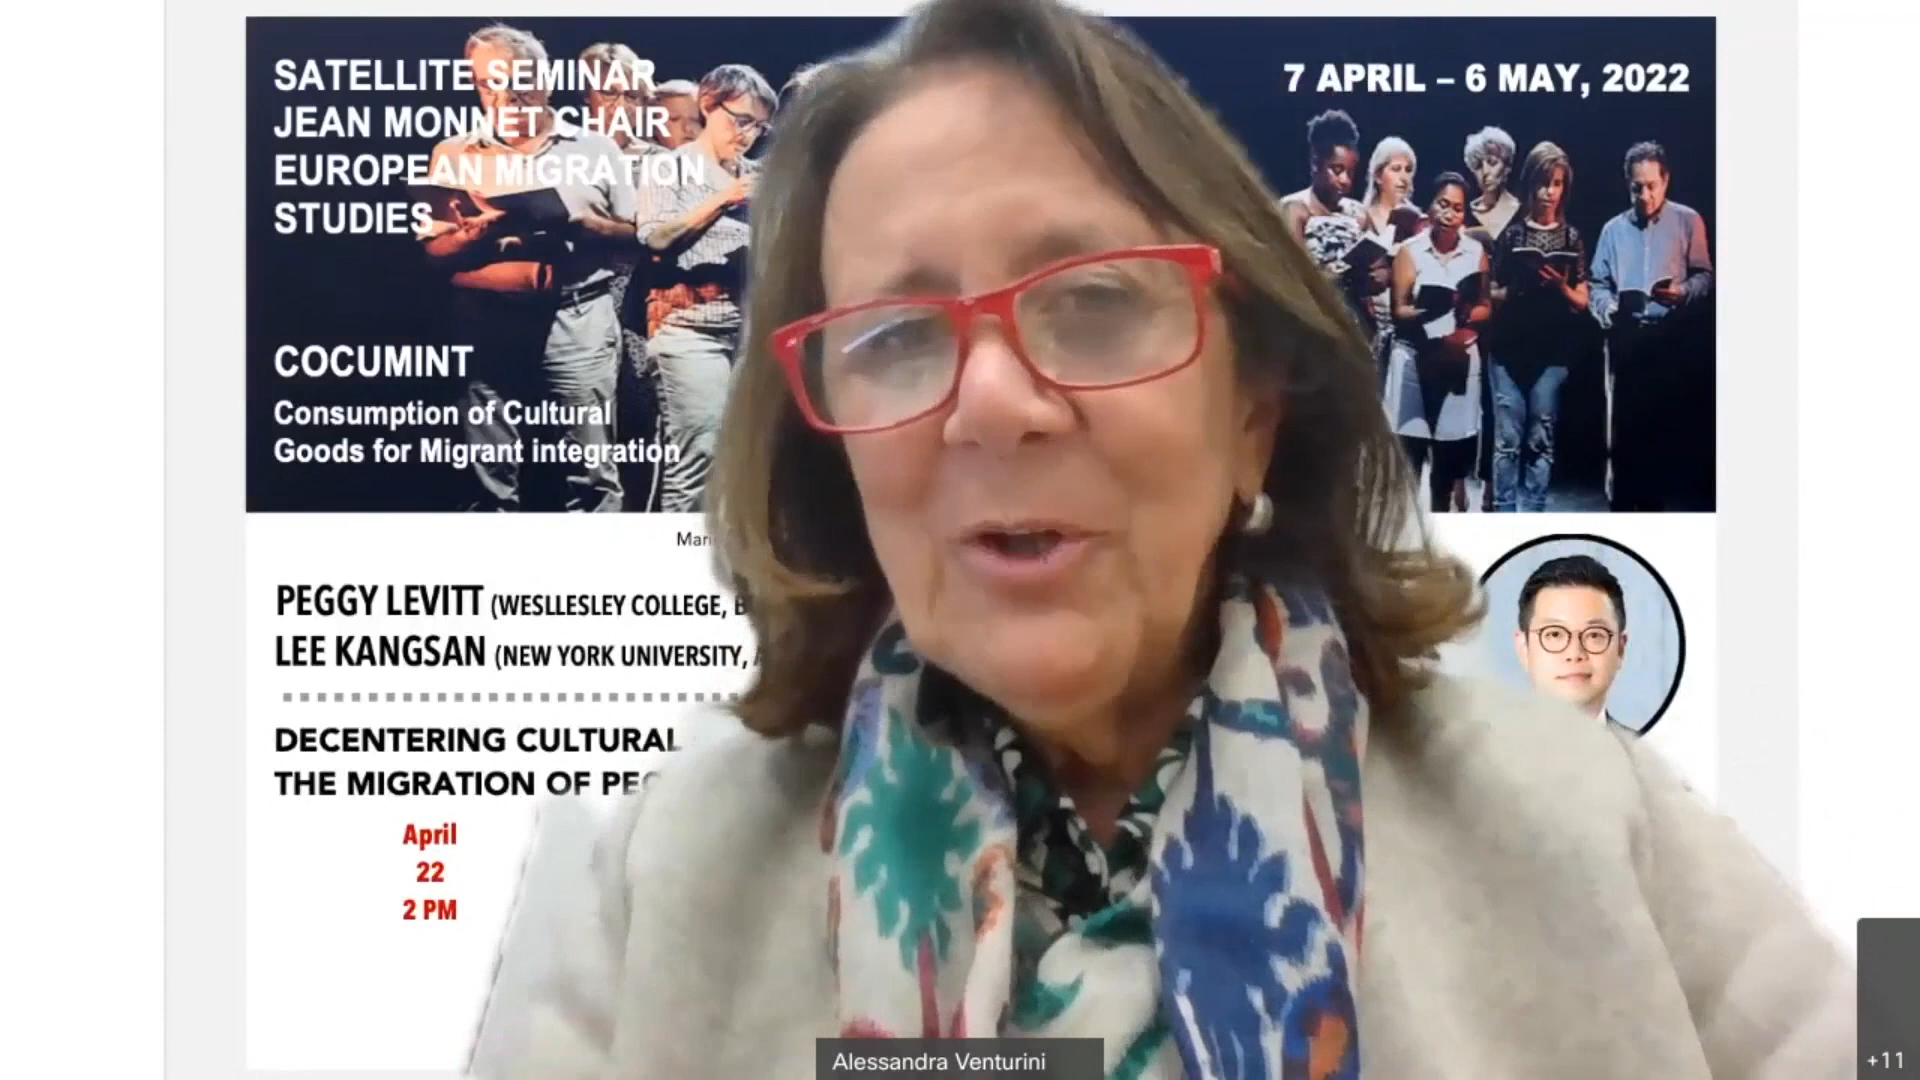 SATELLITE SEMINAR
JEAN MONNET CHAIR
EUROPEAN MIGRATION
STUDIES
7 APRIL – 6 MAY, 2022
COCUMINT
Consumption of Cultural
Goods for Migrant integration
PEGGY LEVITT (WESLLESLEY COLLEGE,
LEE KANGSAN (NEW YORK UNIVERSITY,
DECENTERING CULTURAL
THE MIGRATION OF
April
22
2 PM
Alessandra Venturini
+11